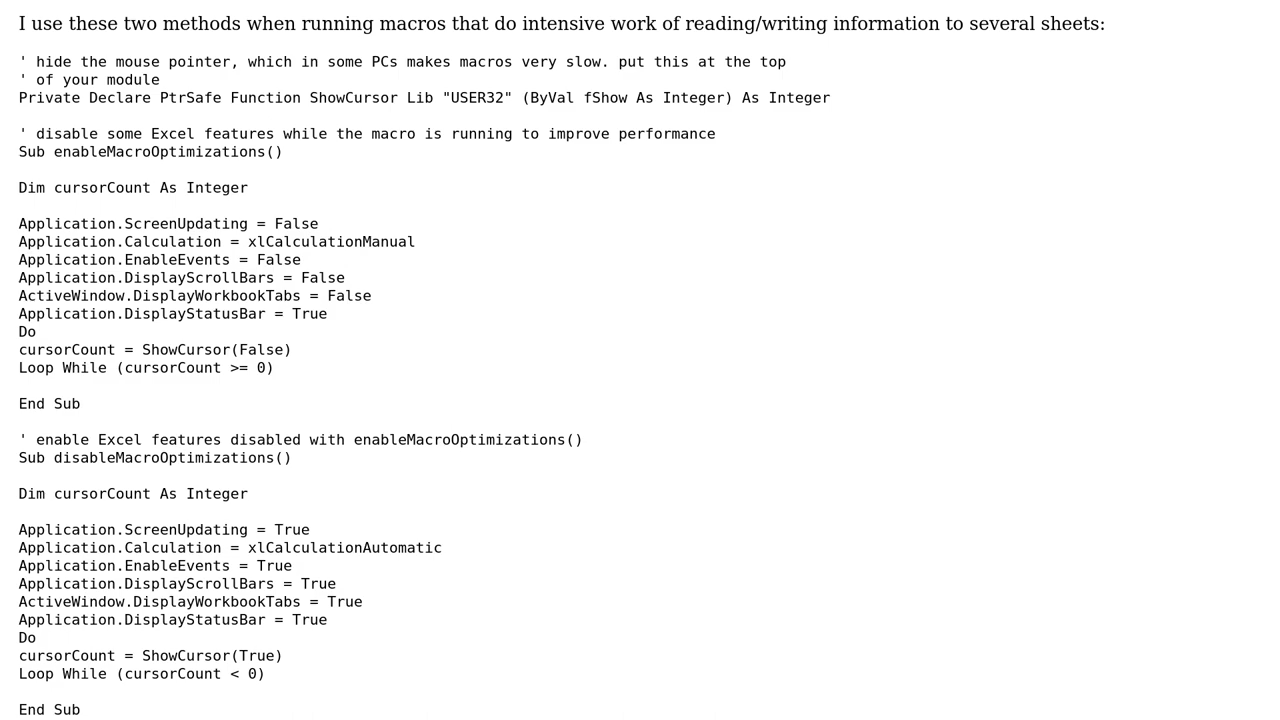 I use these two methods when running macros that do intensive work of reading/writing information to several sheets:
' hide the mouse pointer, which in some PCs makes macros very slow. put this at the top
' of your module
Private Declare PtrSafe Function ShowCursor Lib "USER32" (ByVal fShow As Integer) As Integer
' disable some Excel features while the macro is running to improve performance
Sub enableMacroOptimizations()
Dim cursorCount As Integer
Application.ScreenUpdating = False
Application.Calculation = xlCalculationManual
Application.EnableEvents = False
Application.DisplayScrollBars = False
ActiveWindow.DisplayWorkbookTabs = False
Application.DisplayStatusBar = True
Do
cursorCount = ShowCursor(False)
Loop While (cursorCount >= 0)
End Sub
' enable Excel features disabled with enableMacroOptimizations()
Sub disableMacroOptimizations()
Dim cursorCount As Integer
Application.ScreenUpdating = True
Application.Calculation = xlCalculationAutomatic
Application.EnableEvents = True
Application.DisplayScrollBars = True
ActiveWindow.DisplayWorkbookTabs = True
Application.DisplayStatusBar = True
Do
cursorCount = ShowCursor(True)
Loop While (cursorCount < 0)
End Sub